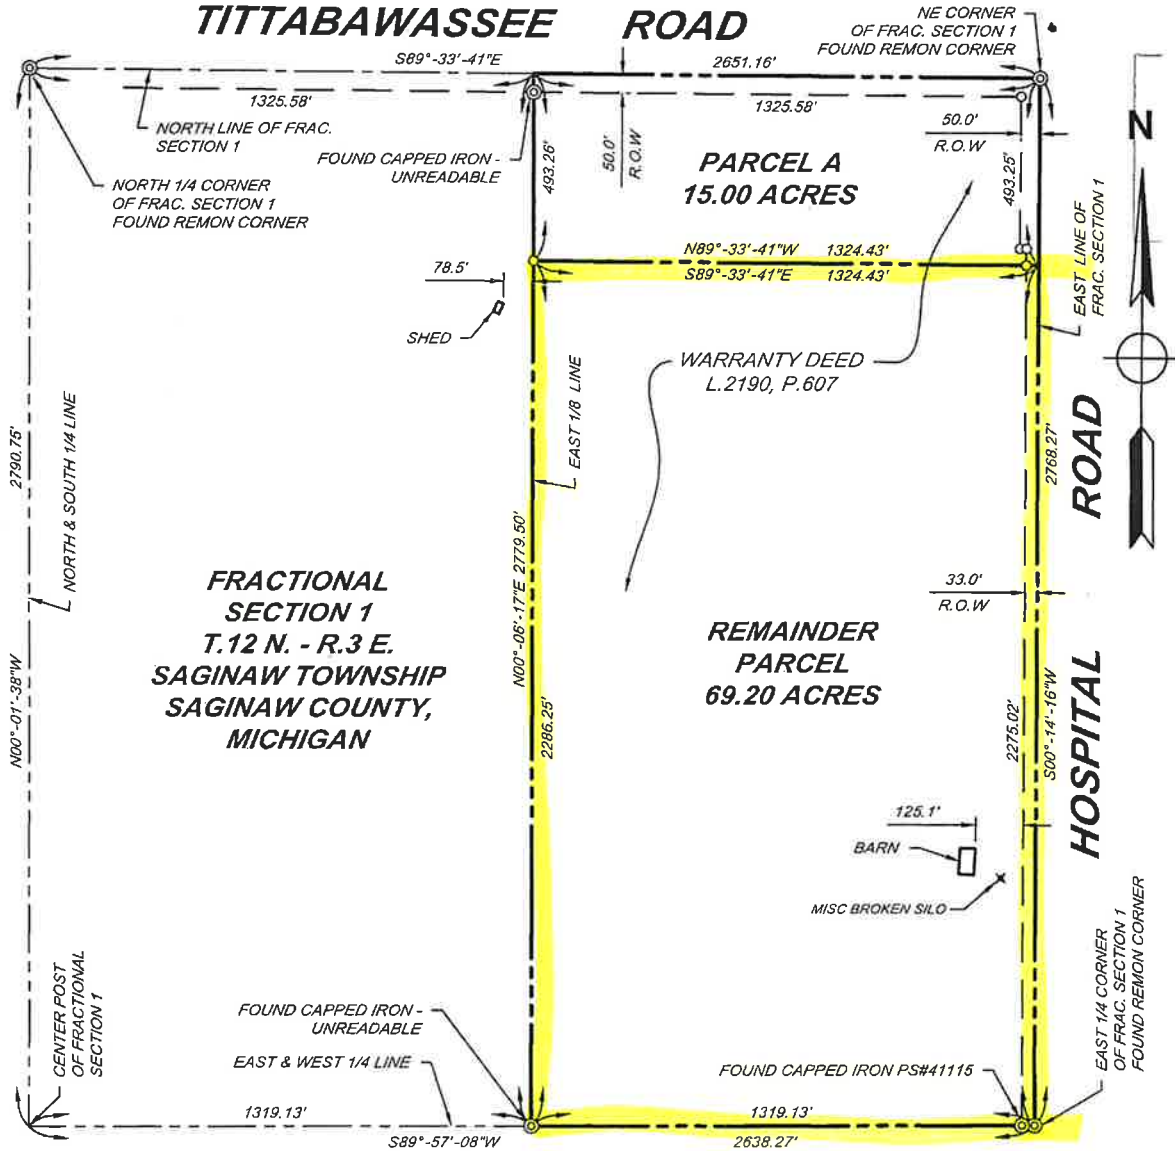 TITTABAWASSEE ROAD
NE CORNER
OF FRAC. SECTION 1
FOUND REMON CORNER
S89°-33'-41"E
2651.16'
1325.58'
1325.58'
NORTH LINE OF FRAC.
SECTION 1
FOUND CAPPED IRON -
UNREADABLE
493.26'
50.0'
R.O.W
PARCEL A
15.00 ACRES
50.0'
R.O.W
493.25'
N
NORTH 1/4 CORNER
OF FRAC. SECTION 1
FOUND REMON CORNER
EAST LINE OF
FRAC. SECTION 1
N89°-33'-41"W 1324.43'
S89°-33'-41"E 1324.43'
78.5'
SHED
WARRANTY DEED
L.2190, P.607
EAST 1/8 LINE
2790.75'
NORTH & SOUTH 1/4 LINE
N00°-01'-38"W
2768.27'
HOSPITAL ROAD
N00°-06'-17"E 2779.50'
2286.25'
FRACTIONAL
SECTION 1
T.12 N. - R.3 E.
SAGINAW TOWNSHIP
SAGINAW COUNTY,
MICHIGAN
33.0'
R.O.W
REMAINDER
PARCEL
69.20 ACRES
2275.02'
S00°-14'-16"W
125.1'
BARN
MISC BROKEN SILO
CENTER POST
OF FRACTIONAL
SECTION 1
FOUND CAPPED IRON -
UNREADABLE
EAST & WEST 1/4 LINE
FOUND CAPPED IRON PS#41115
EAST 1/4 CORNER
OF FRAC. SECTION 1
FOUND REMON CORNER
1319.13'
1319.13'
S89°-57'-08"W
2638.27'